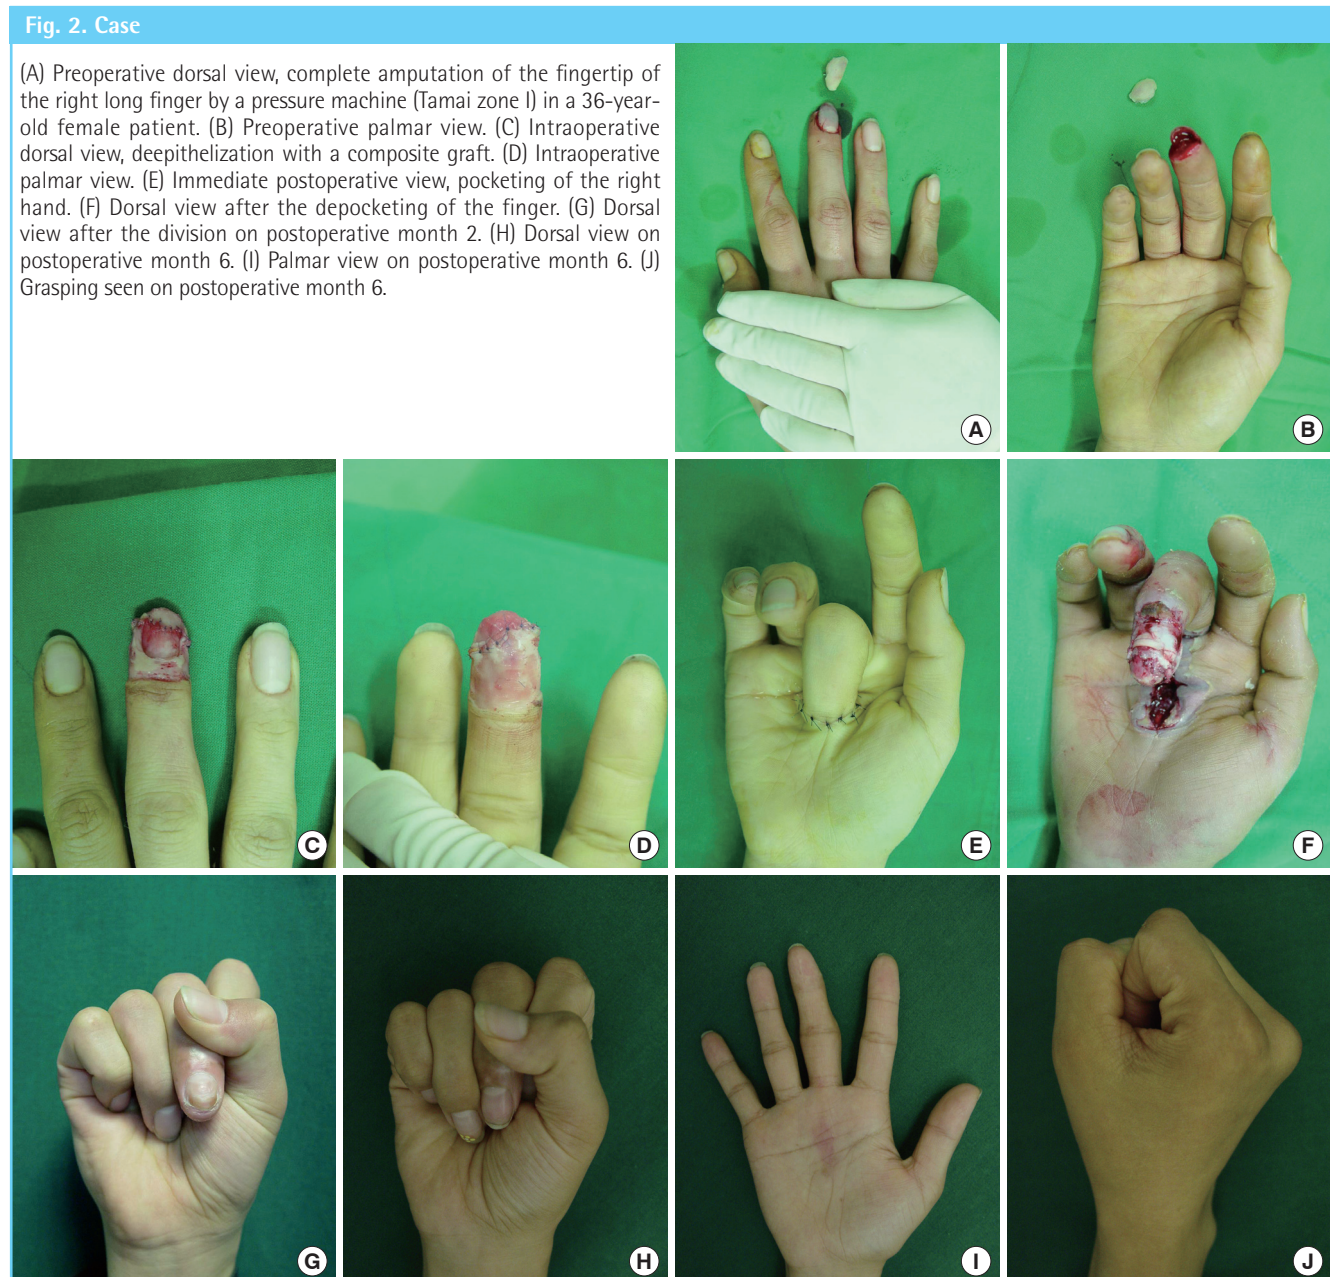 Fig. 2. Case
(A) Preoperative dorsal view, complete amputation of the fingertip of
the right long finger by a pressure machine (Tamai zone I) in a 36-year-
old female patient. (B) Preoperative palmar view. (C) Intraoperative
dorsal view, deepithelization with a composite graft. (D) Intraoperative
palmar view. (E) Immediate postoperative view, pocketing of the right
hand. (F) Dorsal view after the depocketing of the finger. (G) Dorsal
view after the division on postoperative month 2. (H) Dorsal view on
postoperative month 6. (I) Palmar view on postoperative month 6. (J)
Grasping seen on postoperative month 6.
A
B
C
D
E
F
G
H
I
J